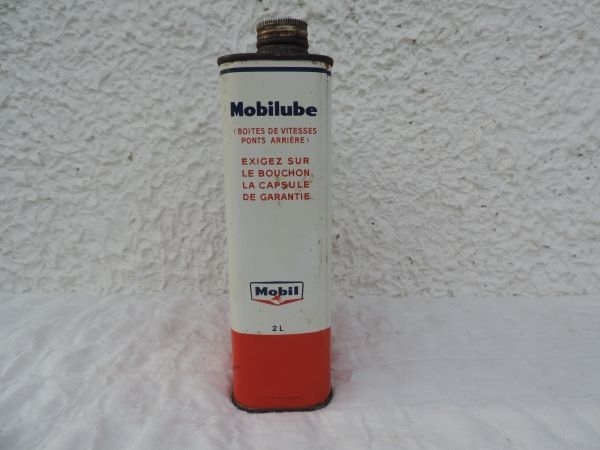 Mobilube
(BOITES DE VITESSES
PONTS ARRIÈRE)
EXIGEZ SUR
LE BOUCHON
LA CAPSULE
DE GARANTIE
Mobil
2 L